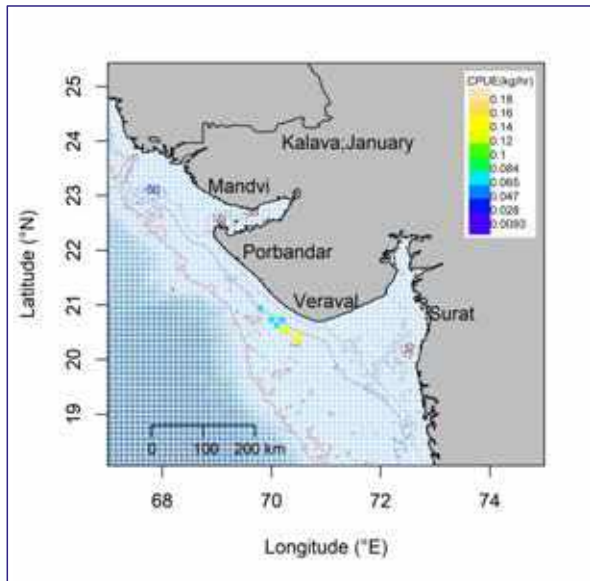 CPUE(kg/hr)
0.18
0.16
0.14
0.12
0.1
0.084
0.065
0.047
0.028
0.0093
Kalava;January
Mandvi
Porbandar
Veraval
Surat
25
24
23
22
21
20
19
Latitude (°N)
0 100 200 km
68 70 72 74
Longitude (°E)